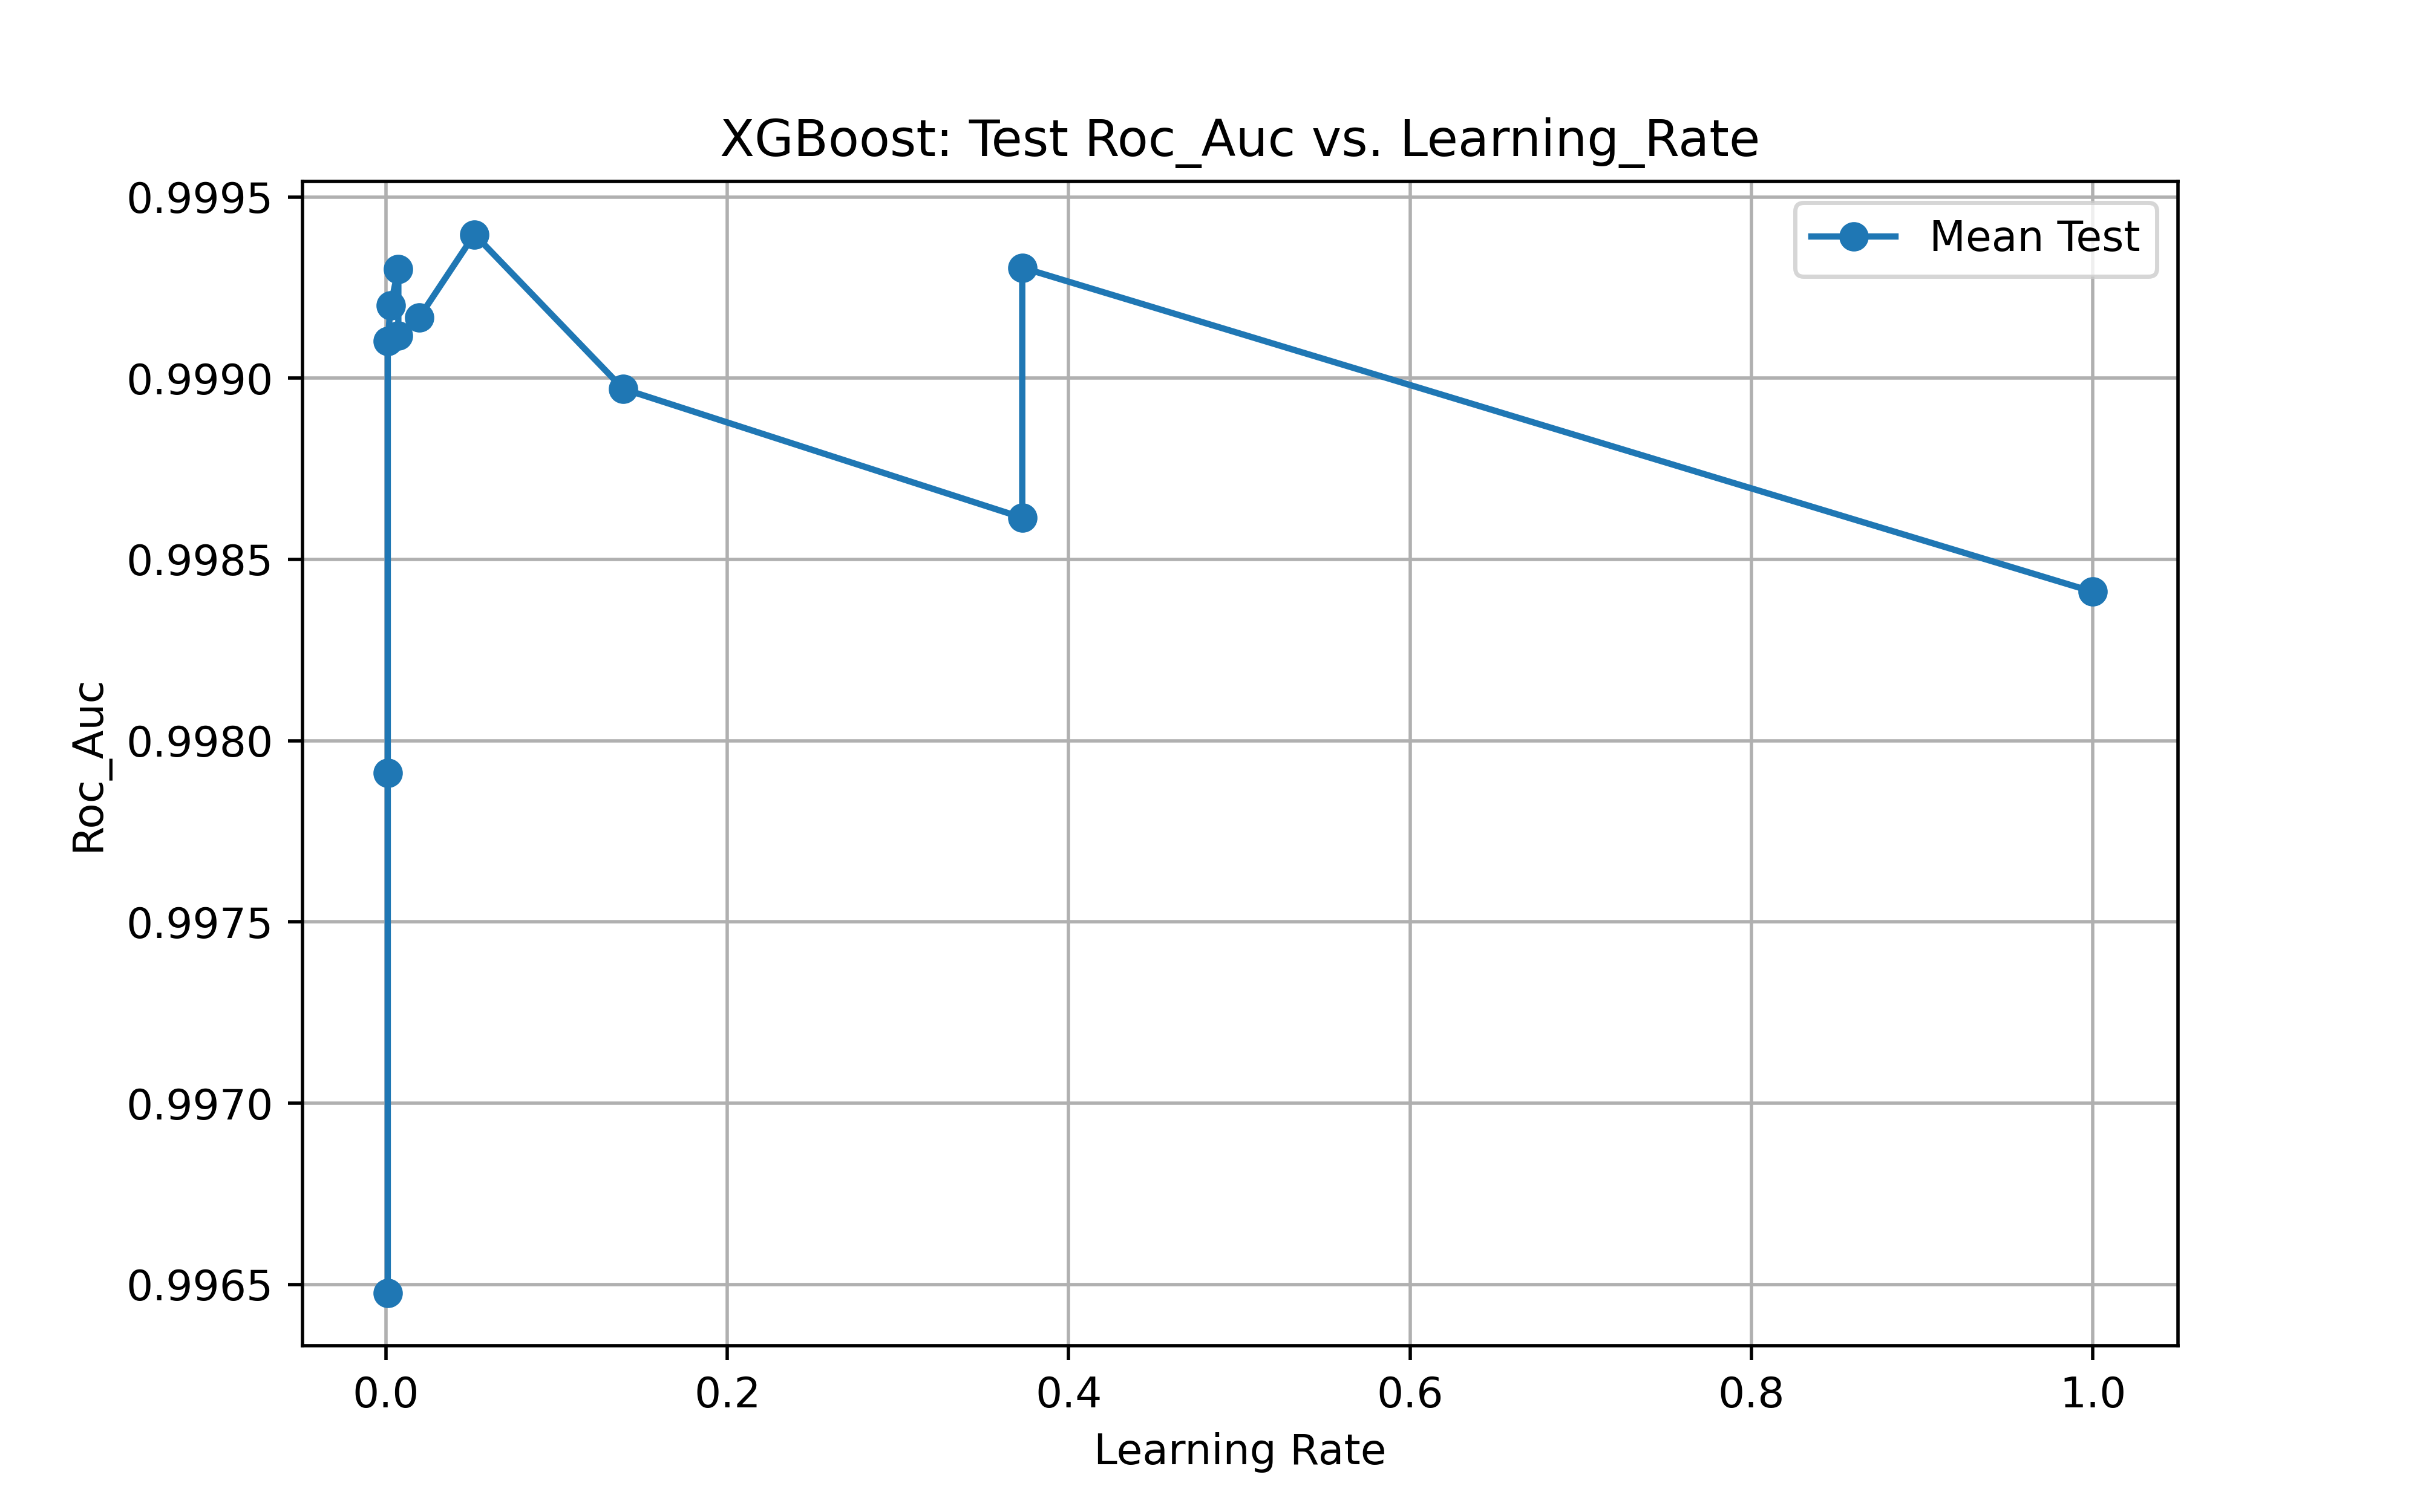 XGBoost: Test Roc_Auc vs. Learning_Rate
Mean Test
Roc_Auc
0.9995
0.9990
0.9985
0.9980
0.9975
0.9970
0.9965
0.0 0.2 0.4 0.6 0.8 1.0
Learning Rate